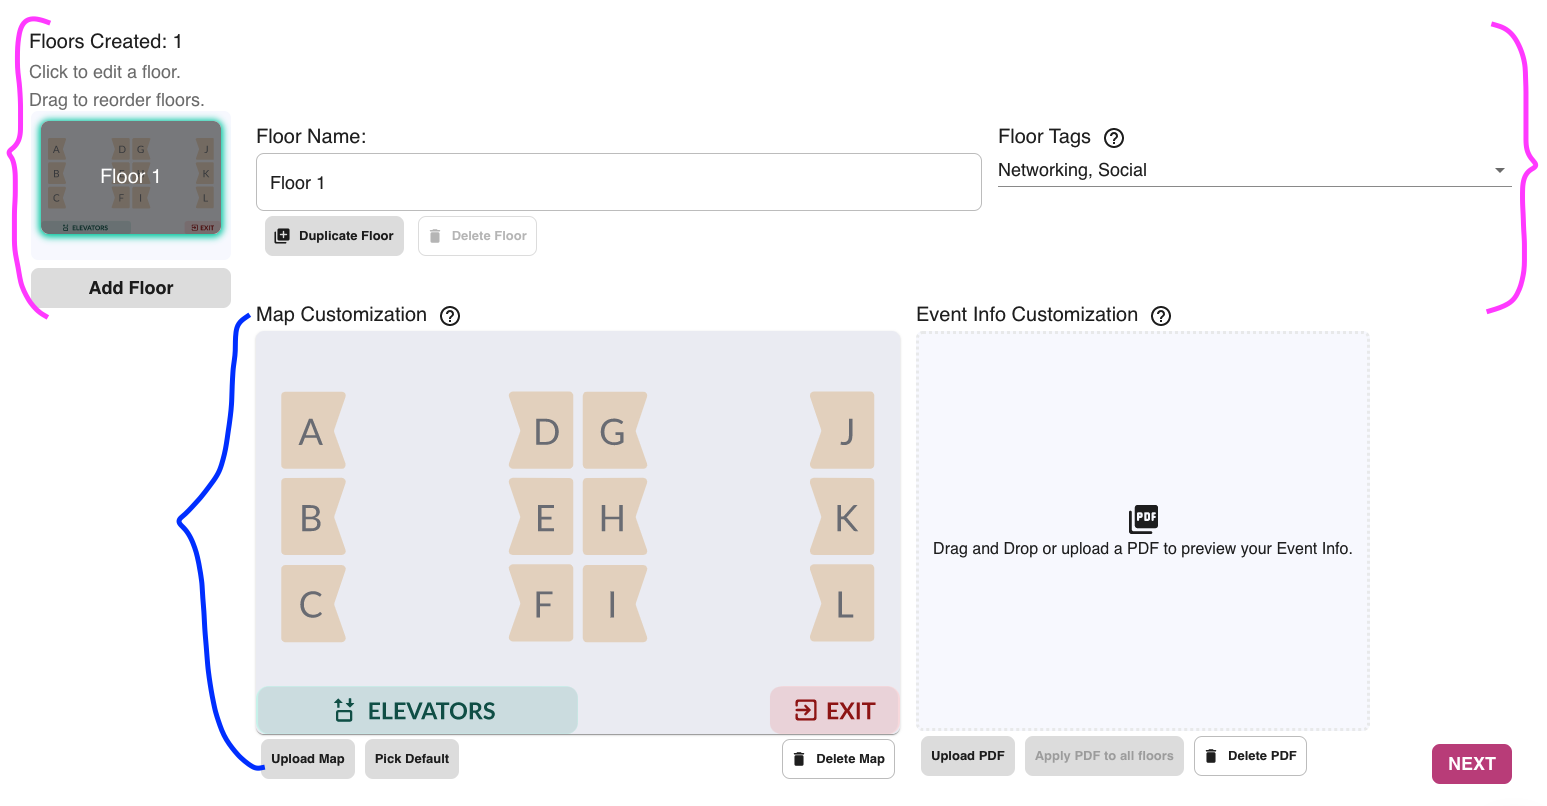 Floors Created: 1
Click to edit a floor.
Drag to reorder floors.
A D G J
B K
C F I L
Floor 1
ELEVATORS EXIT
Add Floor
Floor Name:
Floor 1
Duplicate Floor Delete Floor
Floor Tags ?
Networking, Social
Map Customization ?
A D G J
B E H K
C F I L
ELEVATORS EXIT
Upload Map Pick Default Delete Map
Event Info Customization ?
PDF
Drag and Drop or upload a PDF to preview your Event Info.
Upload PDF Apply PDF to all floors Delete PDF
NEXT